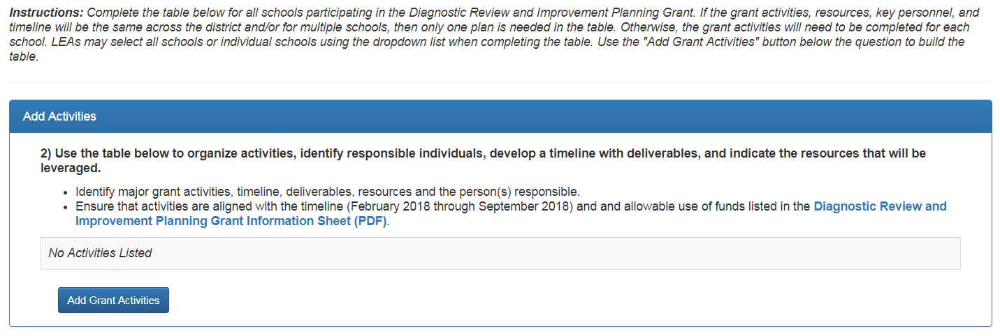 Instructions: Complete the table below for all schools participating in the Diagnostic Review and Improvement Planning Grant. If the grant activities, resources, key personnel, and
timeline will be the same across the district and/or for multiple schools, then only one plan is needed in the table. Otherwise, the grant activities will need to be completed for each
school. LEAs may select all schools or individual schools using the dropdown list when completing the table. Use the "Add Grant Activities" button below the question to build the
table.
Add Activities
2) Use the table below to organize activities, identify responsible individuals, develop a timeline with deliverables, and indicate the resources that will be
leveraged.
• Identify major grant activities, timeline, deliverables, resources and the person(s) responsible.
• Ensure that activities are aligned with the timeline (February 2018 through September 2018) and and allowable use of funds listed in the Diagnostic Review and
Improvement Planning Grant Information Sheet (PDF).
No Activities Listed
Add Grant Activities